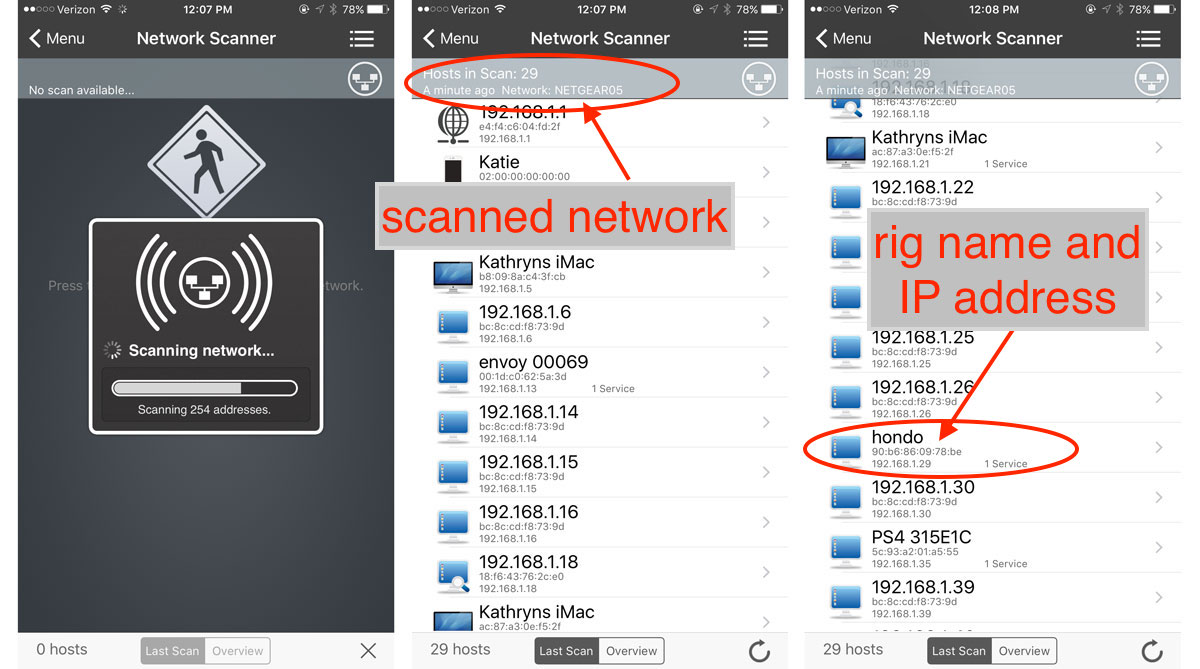 Verizon 12:07 PM 78%
Menu Network Scanner
No scan available...
Press t
twork.
Scanning network...
Scanning 254 addresses.
0 hosts Last Scan Overview
Verizon 12:07 PM 78%
Menu Network Scanner
Hosts in Scan: 29
A minute ago Network: NETGEAR05
192.168.1.1
e4:f4:c6:04:fd:2f
192.168.1.1
Katie
02:00:00:00:00:00
scanned network
Kathryns iMac
b8:09:8a:c4:3f:cb
192.168.1.5
192.168.1.6
bc:8c:cd:f8:73:9d
192.168.1.6
envoy 00069
00:1d:c0:62:5a:3d
192.168.1.13 1 Service
192.168.1.14
bc:8c:cd:f8:73:9d
192.168.1.14
192.168.1.15
bc:8c:cd:f8:73:9d
192.168.1.15
192.168.1.16
bc:8c:cd:f8:73:9d
192.168.1.16
192.168.1.18
18:f6:43:76:2c:e0
192.168.1.18
Kathryns iMac
ac:87:a3:0e:f5:2f
29 hosts Last Scan Overview
Verizon 12:08 PM 78%
Menu Network Scanner
Hosts in Scan: 29
A minute ago Network: NETGEAR05
18:f6:43:76:2c:e0
192.168.1.18
Kathryns iMac
ac:87:a3:0e:f5:2f
192.168.1.21 1 Service
192.168.1.22
bc:8c:cd:f8:73:9d
rig name and
IP address
192.168.1.25
bc:8c:cd:f8:73:9d
192.168.1.25
192.168.1.26
bc:8c:cd:f8:73:9d
192.168.1.26
hondo
90:b6:86:09:78:be
192.168.1.29 1 Service
192.168.1.30
bc:8c:cd:f8:73:9d
192.168.1.30
PS4 315E1C
5c:93:a2:01:a5:55
192.168.1.35 1 Service
192.168.1.39
bc:8c:cd:f8:73:9d
192.168.1.39
29 hosts Last Scan Overview